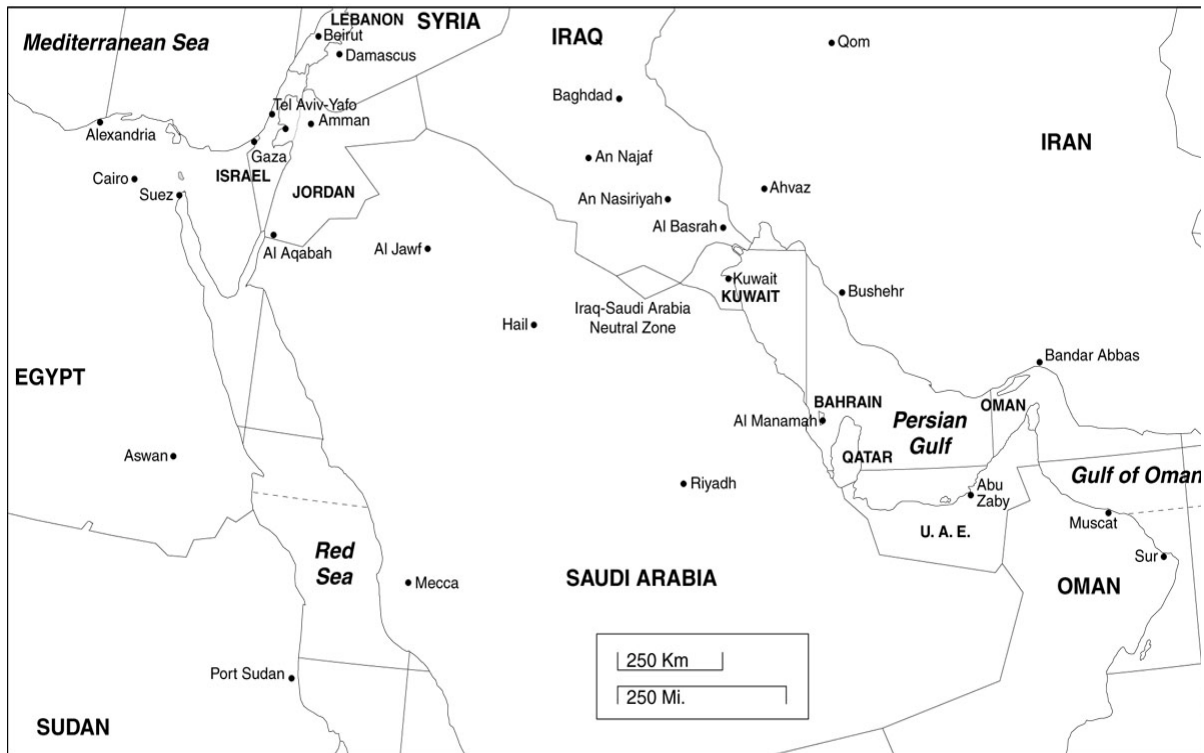 LEBANON
SYRIA
Mediterranean Sea
Beirut
IRAQ
Qom
Damascus
Baghdad
Tel Aviv-Yafo
Amman
Alexandria
IRAN
Gaza
An Najaf
Cairo
ISRAEL
Suez
JORDAN
Ahvaz
An Nasiriyah
Al Basrah
Al Aqabah
Al Jawf
Kuwait
KUWAIT
Bushehr
Iraq-Saudi Arabia
Neutral Zone
Hail
Bandar Abbas
EGYPT
BAHRAIN
OMAN
Al Manamah
Persian
Gulf
Aswan
QATAR
Riyadh
Gulf of Oman
Abu
Zaby
Muscat
U. A. E.
Red
Sea
Sur
Mecca
SAUDI ARABIA
OMAN
250 Km
Port Sudan
250 Mi.
SUDAN